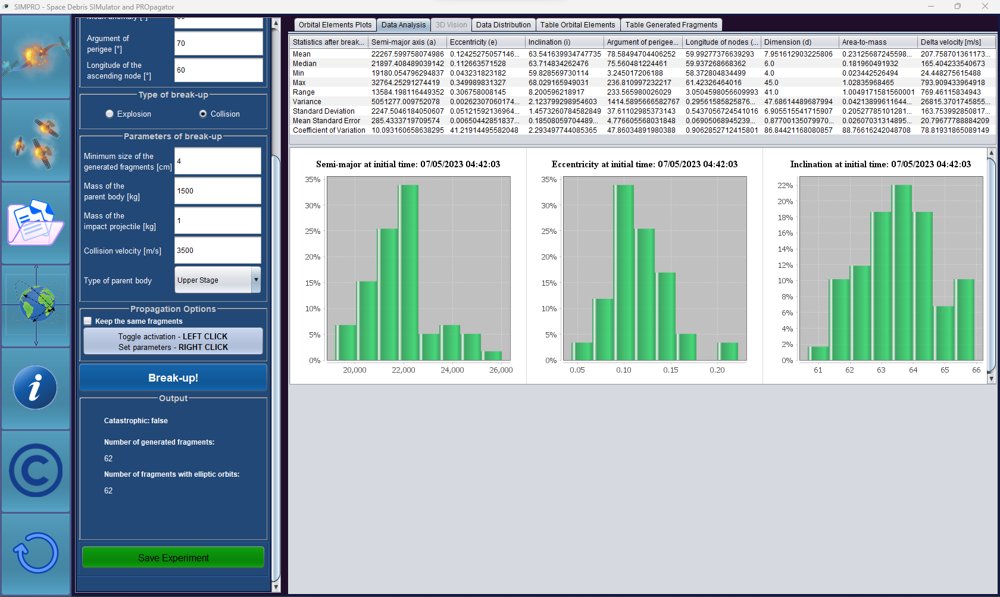 SIMPRO - Space Debris SIMulator and PROpagator
Argument of
perigee [°]
70
Longitude of the
ascending node [°]
60
Type of break-up
Explosion
Collision
Parameters of break-up
Minimum size of the
generated fragments [cm]
4
Mass of the
parent body [kg]
1500
Mass of the
impact projectile [kg]
1
Collision velocity [m/s]
3500
Type of parent body
Upper Stage
Propagation Options
Keep the same fragments
Toggle activation - LEFT CLICK
Set parameters - RIGHT CLICK
Break-up!
Output
Catastrophic: false
Number of generated fragments:
62
Number of fragments with elliptic orbits:
62
Save Experiment
Orbital Elements Plots Data Analysis 3D Vision Data Distribution Table Orbital Elements Table Generated Fragments
Statistics after break... Semi-major axis (a) Eccentricity (e) Inclination (i) Argument of perigee... Longitude of nodes (... Dimension (d) Area-to-mass Delta velocity [m/s]
Mean 22267.599758074986 0.12425275057146... 63.541639934747735 78.58494704406252 59.99277376639293 7.951612903225806 0.23125687245598... 207.758701361173...
Median 21897.408489039142 0.112663571528 63.714834262476 75.560481224461 59.937268668362 6.0 0.181960491932 165.404233540673
Min 19180.054796294837 0.043231823182 59.828569730114 3.245017206188 58.372804834499 4.0 0.023442526494 24.448275615488
Max 32764.25291274419 0.349989831327 68.029165949031 236.810997232217 61.42326464016 45.0 1.02835968465 793.909433964918
Range 13584.198116449352 0.306758008145 8.200596218917 233.565980026029 3.0504598056609993 41.0 1.0049171581560001 769.46115834943
Variance 5051277.009752078 0.00262307060174... 2.123799298954603 1414.5895666582767 0.29561585825876... 47.68614489687994 0.04213899611644... 26815.3701745855...
Standard Deviation 2247.5046184050607 0.05121592136964... 1.4573260784582849 37.61102985373143 0.5437056724541016 6.905515541715907 0.20527785101281... 163.753992850817...
Mean Standard Error 285.4333719709574 0.00650442851837... 0.18508059704489... 4.776605568031848 0.06905068945239... 0.87700135079970... 0.02607031314895... 20.79677788884209
Coefficient of Variation 10.093160658638295 41.21914495582048 2.293497744085365 47.86034891980388 0.9062852712415801 86.84421168080857 88.76616242048708 78.81931865089149
Semi-major at initial time: 07/05/2023 04:42:03
35%
30%
25%
20%
15%
10%
5%
0%
20,000 22,000 24,000 26,000
Eccentricity at initial time: 07/05/2023 04:42:03
35%
30%
25%
20%
15%
10%
5%
0%
0.05 0.10 0.15 0.20
Inclination at initial time: 07/05/2023 04:42:03
22%
20%
18%
16%
14%
12%
10%
8%
6%
4%
2%
0%
61 62 63 64 65 66